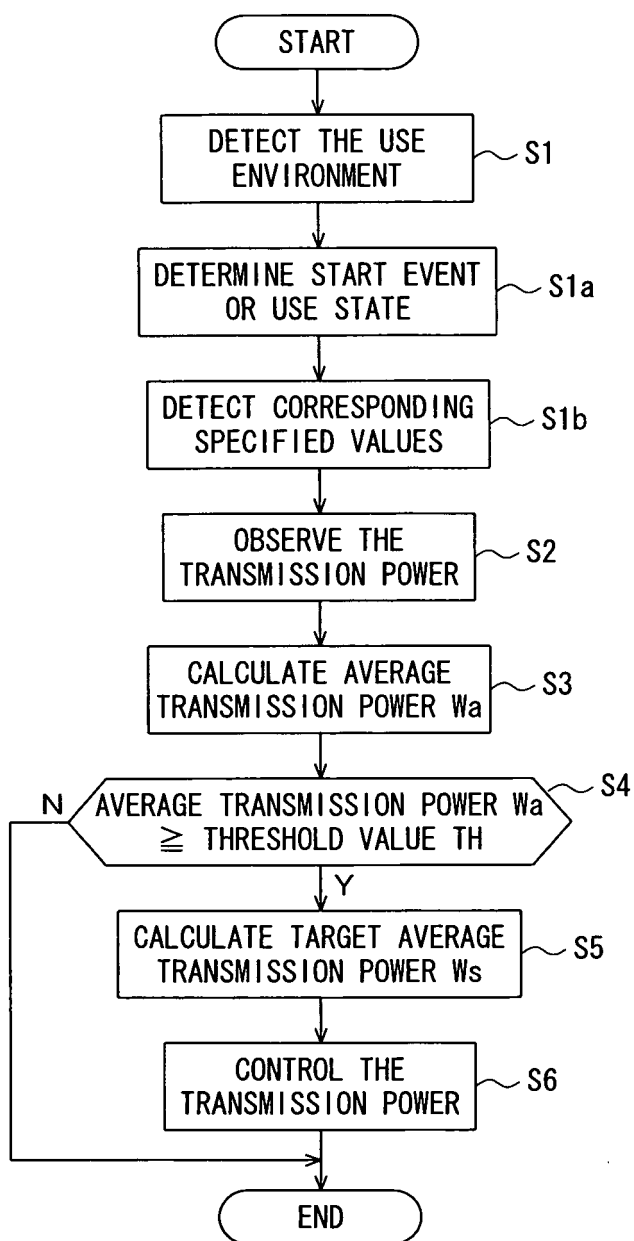 START
DETECT THE USE
ENVIRONMENT
S1
DETERMINE START EVENT
OR USE STATE
S1a
DETECT CORRESPONDING
SPECIFIED VALUES
S1b
OBSERVE THE
TRANSMISSION POWER
S2
CALCULATE AVERAGE
TRANSMISSION POWER Wa
S3
N
AVERAGE TRANSMISSION POWER Wa
≧ THRESHOLD VALUE TH
S4
Y
CALCULATE TARGET AVERAGE
TRANSMISSION POWER Ws
S5
CONTROL THE
TRANSMISSION POWER
S6
END